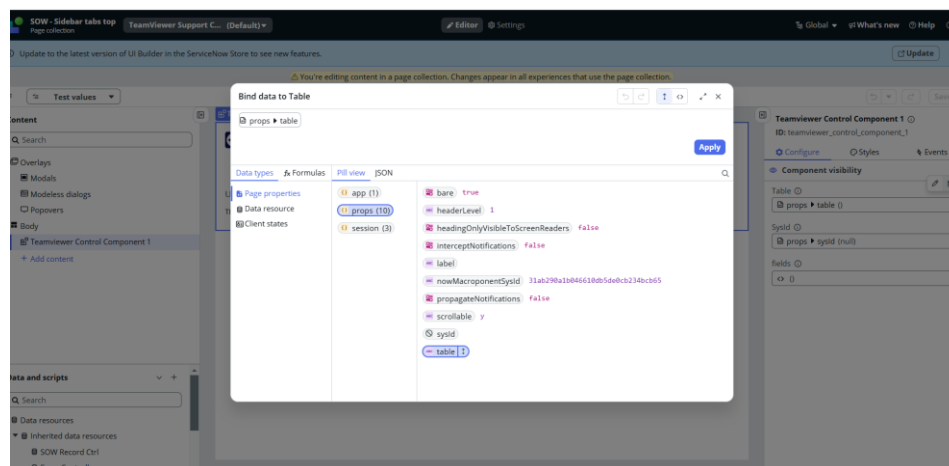 SOW - Sidebar tabs top
Page collection
TeamViewer Support C... (Default)
Editor
Settings
Global
What's new
Help
Update to the latest version of UI Builder in the ServiceNow Store to see new features.
Update
You're editing content in a page collection. Changes appear in all experiences that use the page collection.
Test values
Save
ontent
Search
Overlays
Modals
Modeless dialogs
Popovers
Body
Teamviewer Control Component 1
+ Add content
ata and scripts
Search
Data resources
Inherited data resources
SOW Record Ctrl
Bind data to Table
props ▸ table
Apply
Data types
fx Formulas
Pill view
JSON
Page properties
Data resource
Client states
app (1)
props (10)
session (3)
bare true
headerLevel 1
headingOnlyVisibleToScreenReaders false
interceptNotifications false
label
nowMacroponentSysId 31ab290a1b046610db5de0cb234bcb65
propagateNotifications false
scrollable y
sysId
table
Teamviewer Control Component 1
ID: teamviewer_control_component_1
Configure
Styles
Events
Component visibility
Table
props ▸ table ()
SysId
props ▸ sysId (null)
fields
()